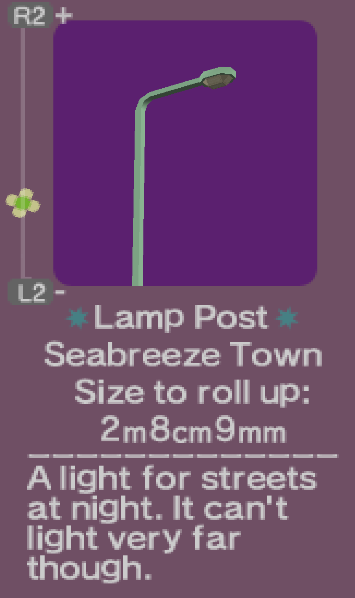 R2 +
L2 -
Lamp Post
Seabreeze Town
Size to roll up:
2m8cm9mm
A light for streets
at night. It can't
light very far
though.